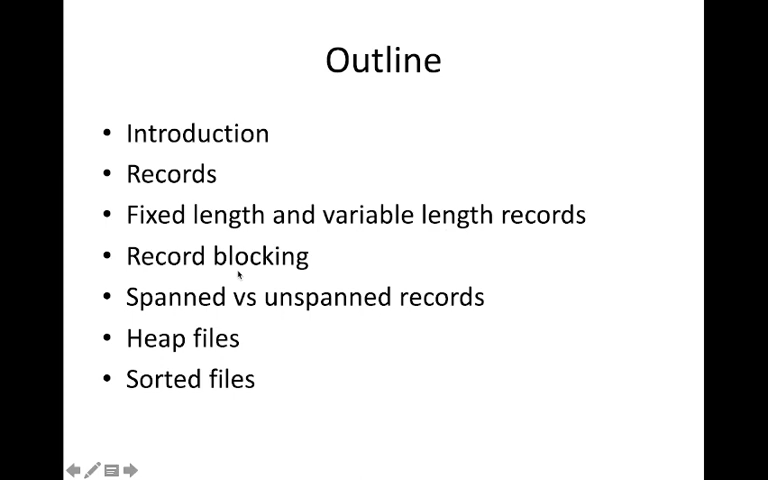 Outline
• Introduction
• Records
• Fixed length and variable length records
• Record blocking
• Spanned vs unspanned records
• Heap files
• Sorted files